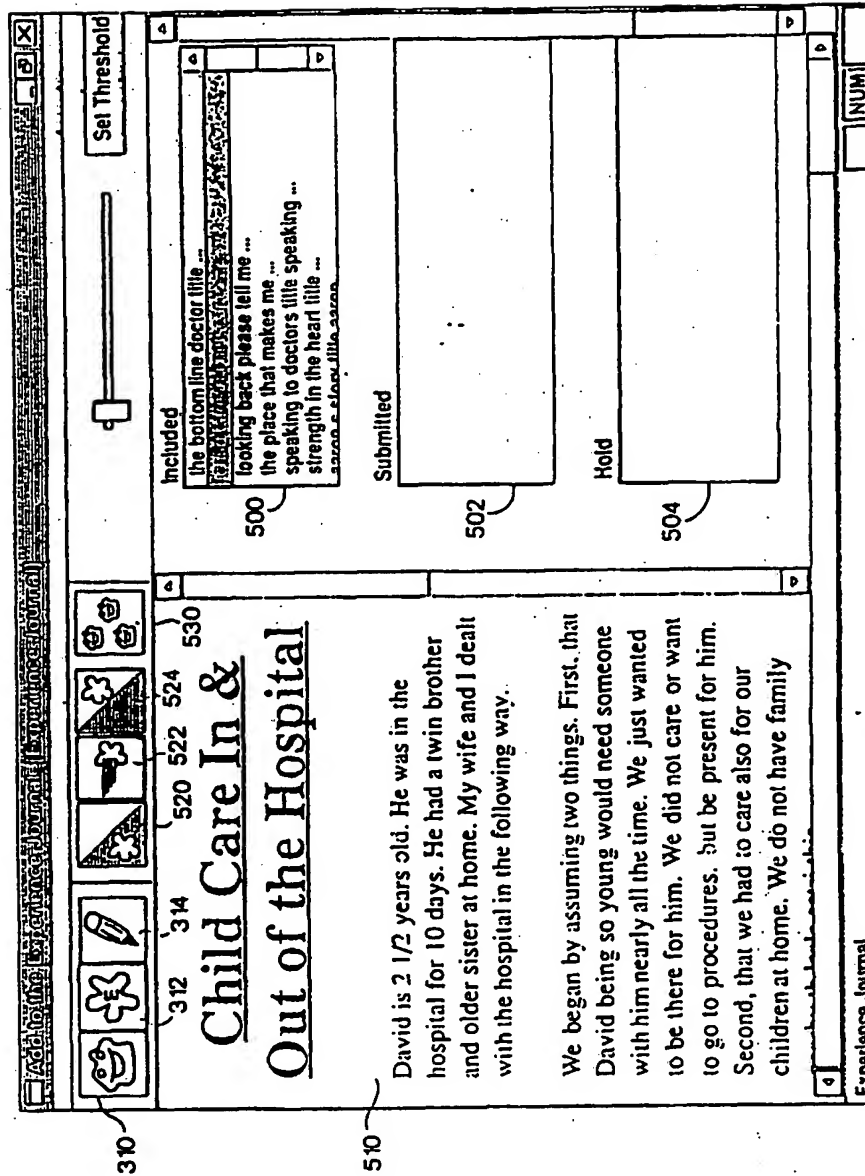 Add to the Experience Journal: [Experience Journal]
Set Threshold
310
312
314
520
522
524
530
Child Care In &
Out of the Hospital
510
David is 2 1/2 years old. He was in the
hospital for 10 days. He had a twin brother
and older sister at home. My wife and I dealt
with the hospital in the following way.
We began by assuming two things. First, that
David being so young would need someone
with him nearly all the time. We just wanted
to be there for him. We did not care or want
to go to procedures, but be present for him.
Second, that we had to care also for our
children at home. We do not have family
Included
the bottom line doctor title ...
looking back please tell me ...
the place that makes me ...
speaking to doctors title speaking ...
strength in the heart title ...
aaron s story title aaron
500
Submitted
502
Hold
504
Experience Journal
NUM